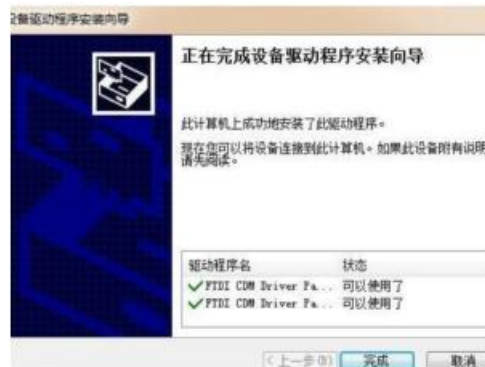 设备驱动程序安装向导
正在完成设备驱动程序安装向导
此计算机上成功地安装了此驱动程序。
现在您可以将设备连接到此计算机。如果此设备附有说明
请先阅读。
驱动程序名 状态
FTDI CDM Driver Pa... 可以使用了
FTDI CDM Driver Pa... 可以使用了
<上一步(B) 完成 取消